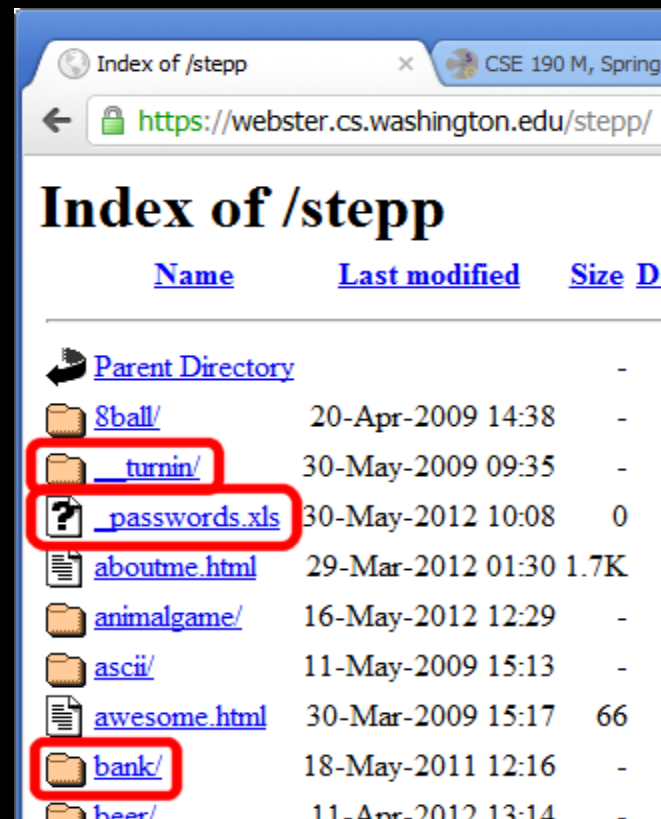 Index of /stepp × CSE 190 M, Spring
https://webster.cs.washington.edu/stepp/
Index of /stepp
Name Last modified Size D
Parent Directory -
8ball/ 20-Apr-2009 14:38 -
__turnin/ 30-May-2009 09:35 -
_passwords.xls 30-May-2012 10:08 0
aboutme.html 29-Mar-2012 01:30 1.7K
animalgame/ 16-May-2012 12:29 -
ascii/ 11-May-2009 15:13 -
awesome.html 30-Mar-2009 15:17 66
bank/ 18-May-2011 12:16 -
beer/ 11-Apr-2012 13:14 -